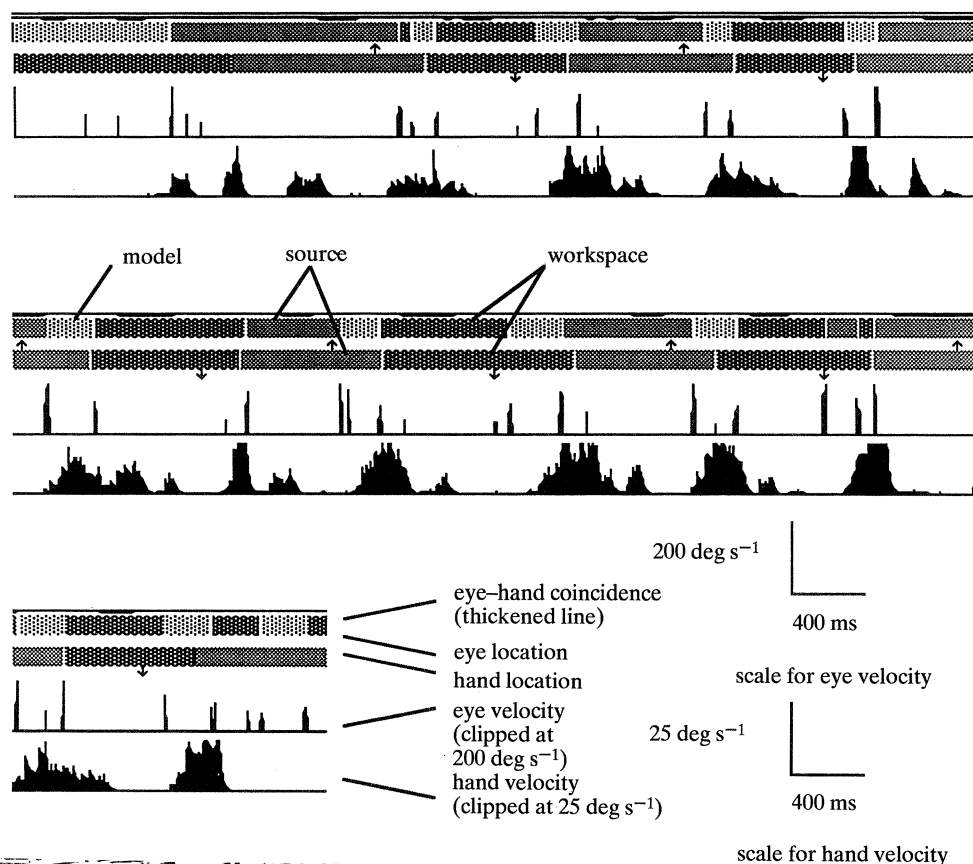 model
source
workspace
eye–hand coincidence
(thickened line)
eye location
hand location
eye velocity
(clipped at
200 deg s−1)
hand velocity
(clipped at 25 deg s−1)
200 deg s−1
400 ms
scale for eye velocity
25 deg s−1
400 ms
scale for hand velocity